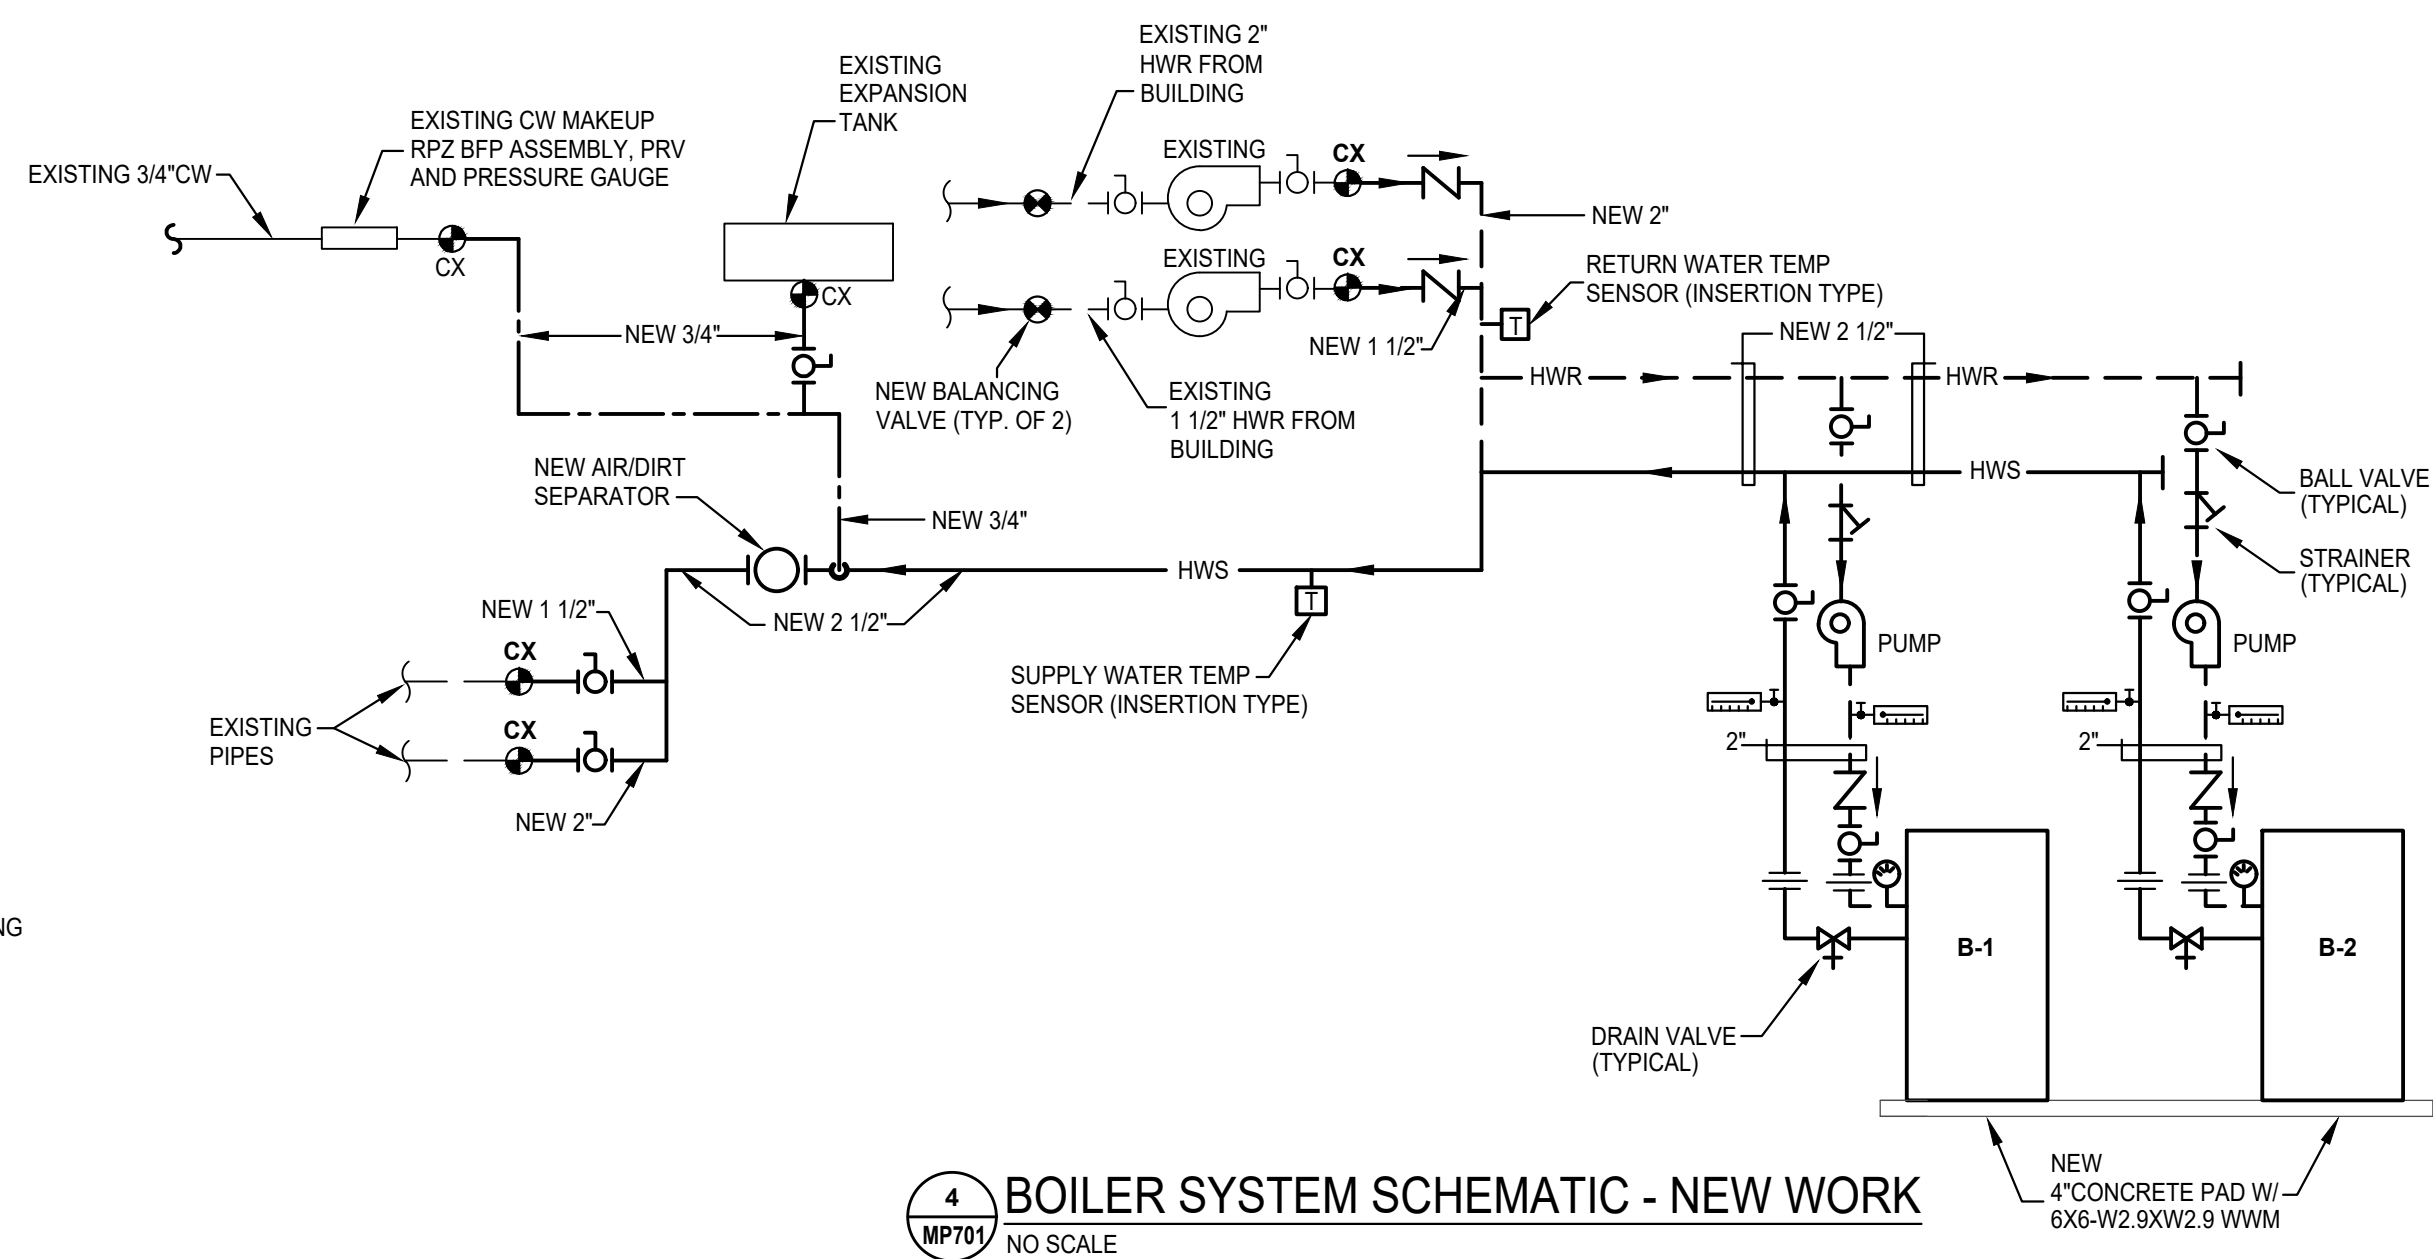 EXISTING 2"
HWR FROM
BUILDING
EXISTING
EXPANSION
TANK
EXISTING CW MAKEUP
RPZ BFP ASSEMBLY, PRV
AND PRESSURE GAUGE
EXISTING 3/4"CW
CX
CX
EXISTING
CX
EXISTING
CX
NEW 2"
RETURN WATER TEMP
SENSOR (INSERTION TYPE)
T
NEW 3/4"
NEW 1 1/2"
NEW 2 1/2"
HWR
HWR
NEW BALANCING
VALVE (TYP. OF 2)
EXISTING
1 1/2" HWR FROM
BUILDING
NEW AIR/DIRT
SEPARATOR
NEW 3/4"
HWS
BALL VALVE
(TYPICAL)
STRAINER
(TYPICAL)
HWS
T
NEW 2 1/2"
NEW 1 1/2"
CX
CX
EXISTING
PIPES
NEW 2"
SUPPLY WATER TEMP
SENSOR (INSERTION TYPE)
PUMP
PUMP
2"
2"
NG
B-1
B-2
DRAIN VALVE
(TYPICAL)
NEW
4"CONCRETE PAD W/
6X6-W2.9XW2.9 WWM
4
MP701
BOILER SYSTEM SCHEMATIC - NEW WORK
NO SCALE